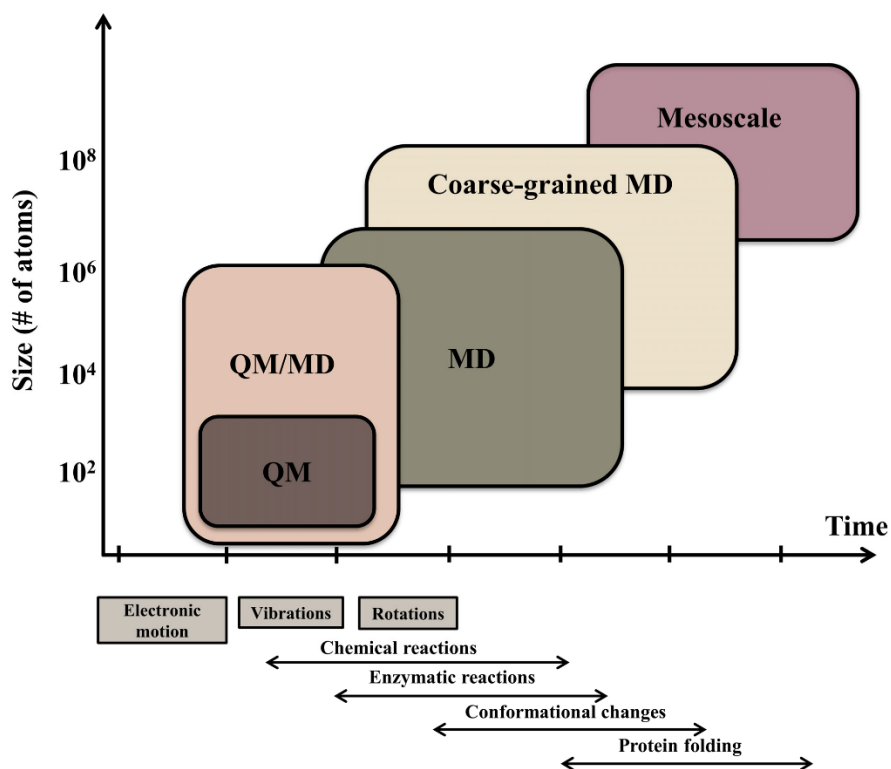 Mesoscale
Coarse-grained MD
QM/MD
MD
QM
Size (# of atoms)
10⁸
10⁶
10⁴
10²
Time
Electronic
motion
Vibrations
Rotations
Chemical reactions
Enzymatic reactions
Conformational changes
Protein folding